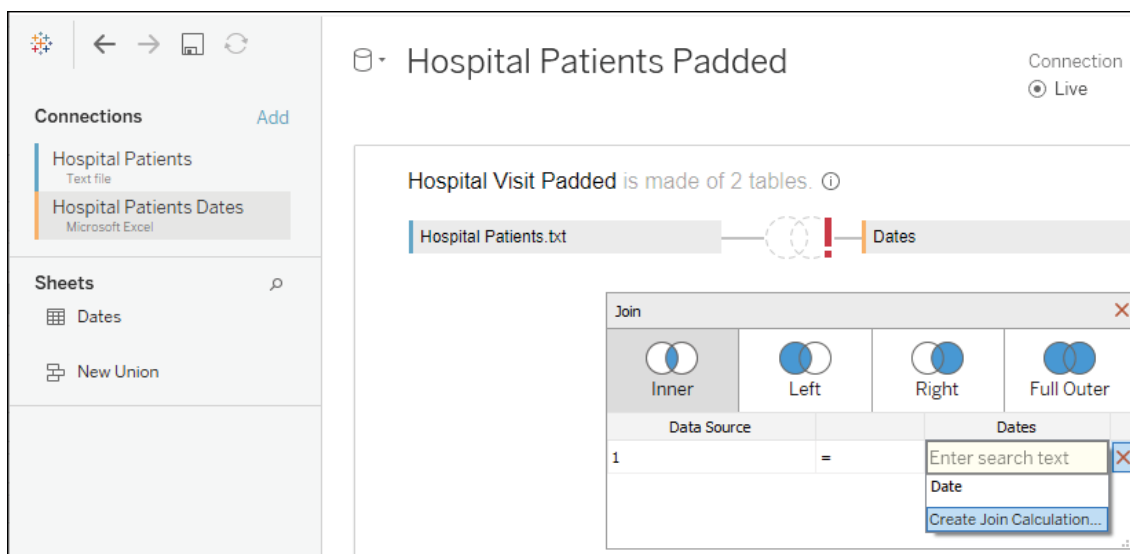 Hospital Patients Padded
Connection
Live
Connections Add
Hospital Patients
Text file
Hospital Patients Dates
Microsoft Excel
Sheets
Dates
New Union
Hospital Visit Padded is made of 2 tables.
Hospital Patients.txt Dates
Join
Inner Left Right Full Outer
Data Source Dates
1 = Enter search text
Date
Create Join Calculation...